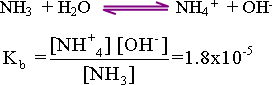 NH3 + H2O ⇌ NH4+ + OH-
Kb = [NH+4] [OH-] / [NH3] = 1.8x10-5